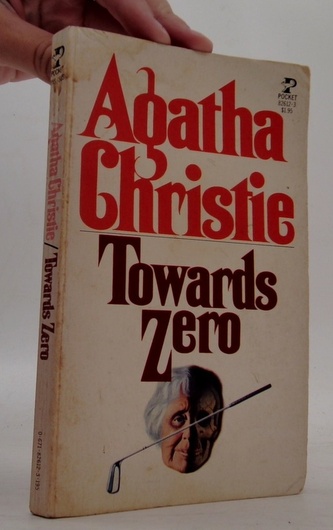 POCKET
Agatha
Christie
Towards
Zero
Agatha Christie / Towards Zero